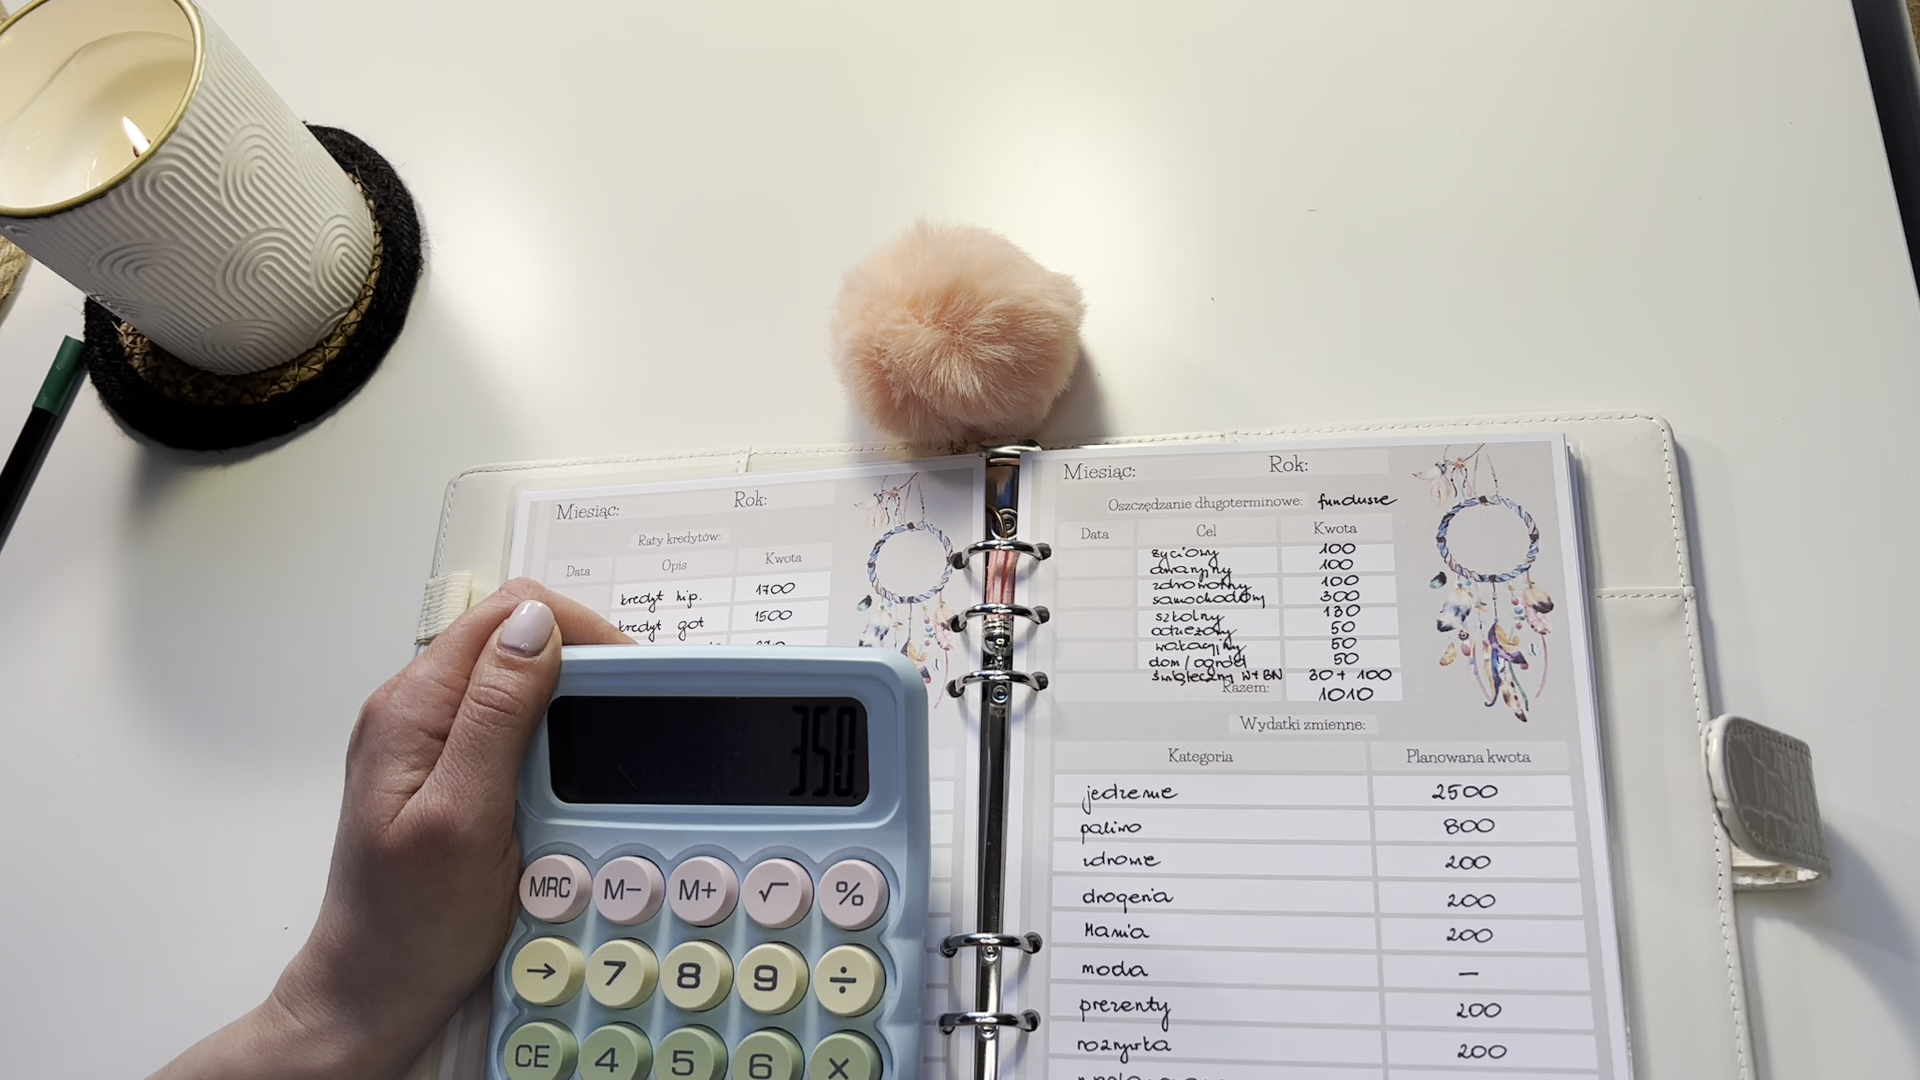 Miesiąc: Rok:
Raty kredytów:
Data Opis Kwota
kredyt hip. 1700
kredyt got 1500
Miesiąc: Rok:
Oszczędzanie długoterminowe: fundusze
Data Cel Kwota
życiowy 100
awaryjny 100
zdrowotny 100
samochodowy 300
szkolny 130
odzieżowy 50
wakacyjny 50
dom/ogród 50
świąteczny W+BN 30 + 100
Razem: 1010
Wydatki zmienne:
Kategoria Planowana kwota
jedzenie 2500
paliwo 800
zdrowie 200
drogeria 200
Mania 200
moda —
prezenty 200
rozrywka 200
350.
MRC M− M+ √ %
→ 7 8 9 ÷
CE 4 5 6 X